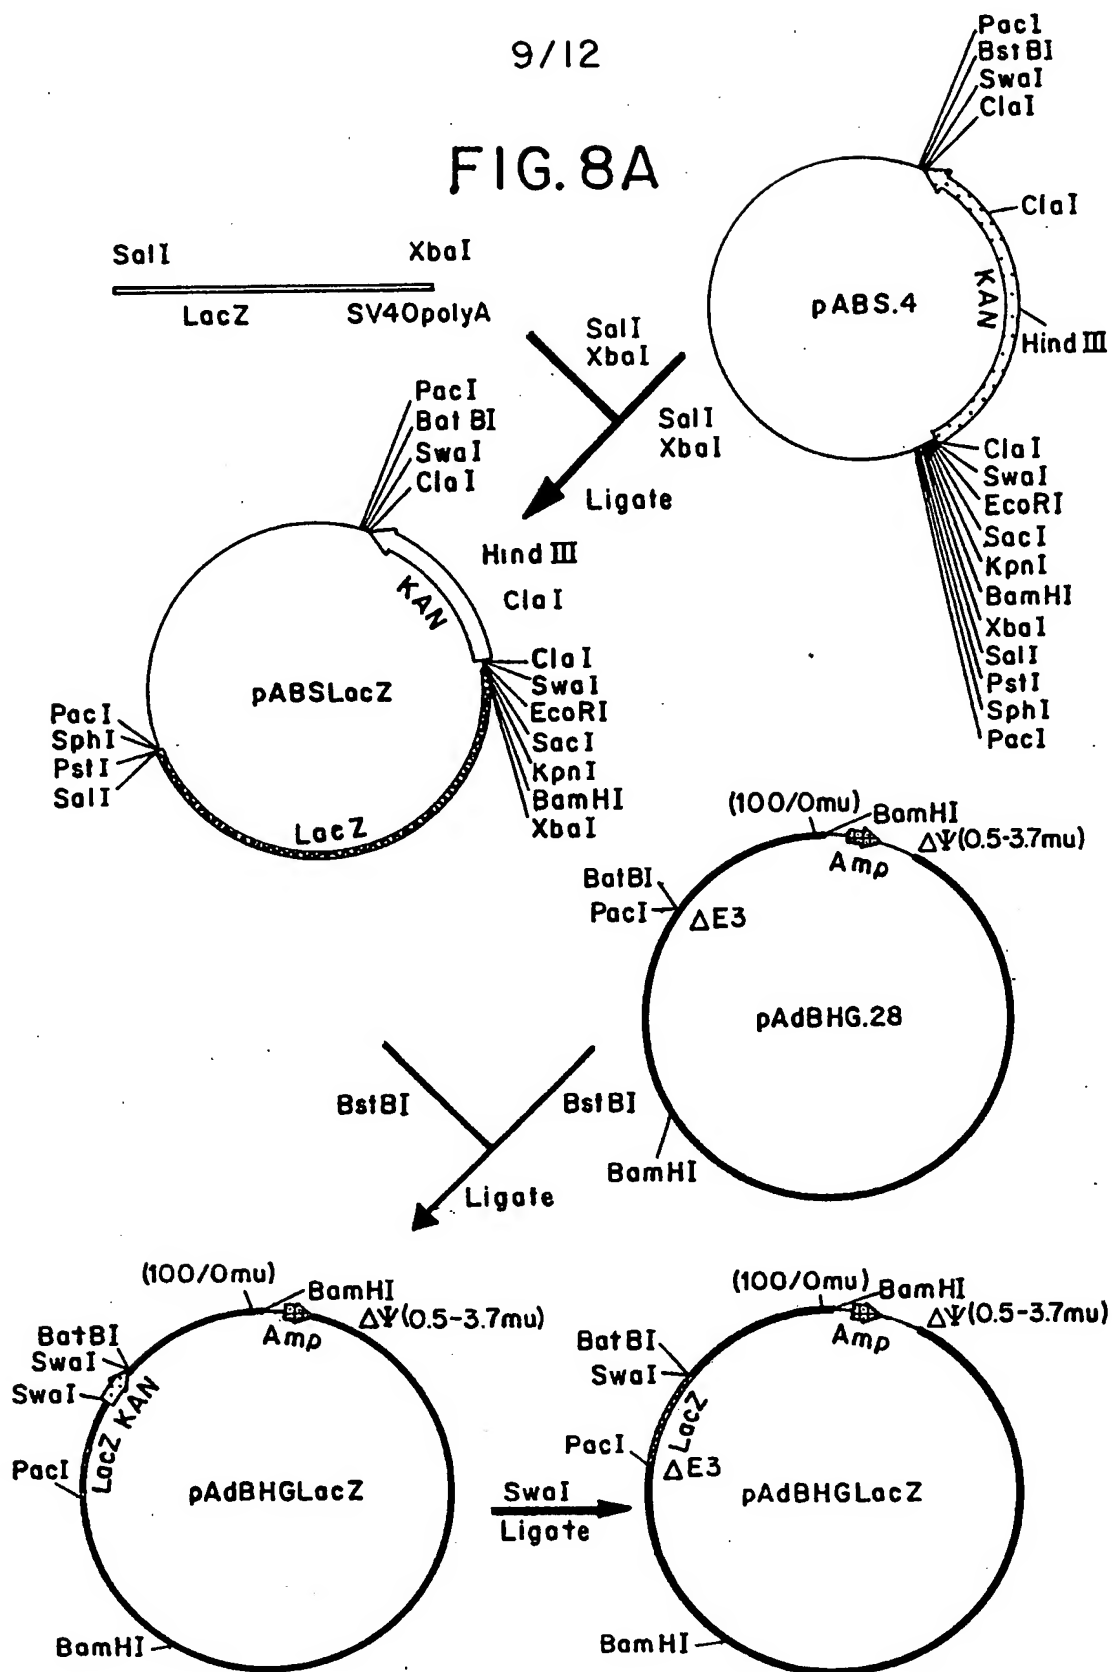 9/12
FIG. 8A
PacI
BstBI
SwaI
ClaI
ClaI
KAN
pABS.4
Hind III
ClaI
SwaI
EcoRI
SacI
KpnI
BamHI
XbaI
SalI
PstI
SphI
PacI
SalI
XbaI
LacZ
SV40polyA
SalI
XbaI
SalI
XbaI
Ligate
PacI
BatBI
SwaI
ClaI
Hind III
KAN
ClaI
pABSLacZ
ClaI
SwaI
EcoRI
SacI
KpnI
BamHI
XbaI
PacI
SphI
PstI
SalI
LacZ
(100/0mu)
BamHI
ΔΨ(0.5-3.7mu)
Amp
BatBI
PacI
ΔE3
pAdBHG.28
BamHI
BstBI
BstBI
Ligate
(100/0mu)
BamHI
ΔΨ(0.5-3.7mu)
Amp
BatBI
SwaI
SwaI
KAN
LacZ
PacI
pAdBHGLacZ
BamHI
SwaI
Ligate
(100/0mu)
BamHI
ΔΨ(0.5-3.7mu)
Amp
BatBI
SwaI
LacZ
PacI
ΔE3
pAdBHGLacZ
BamHI